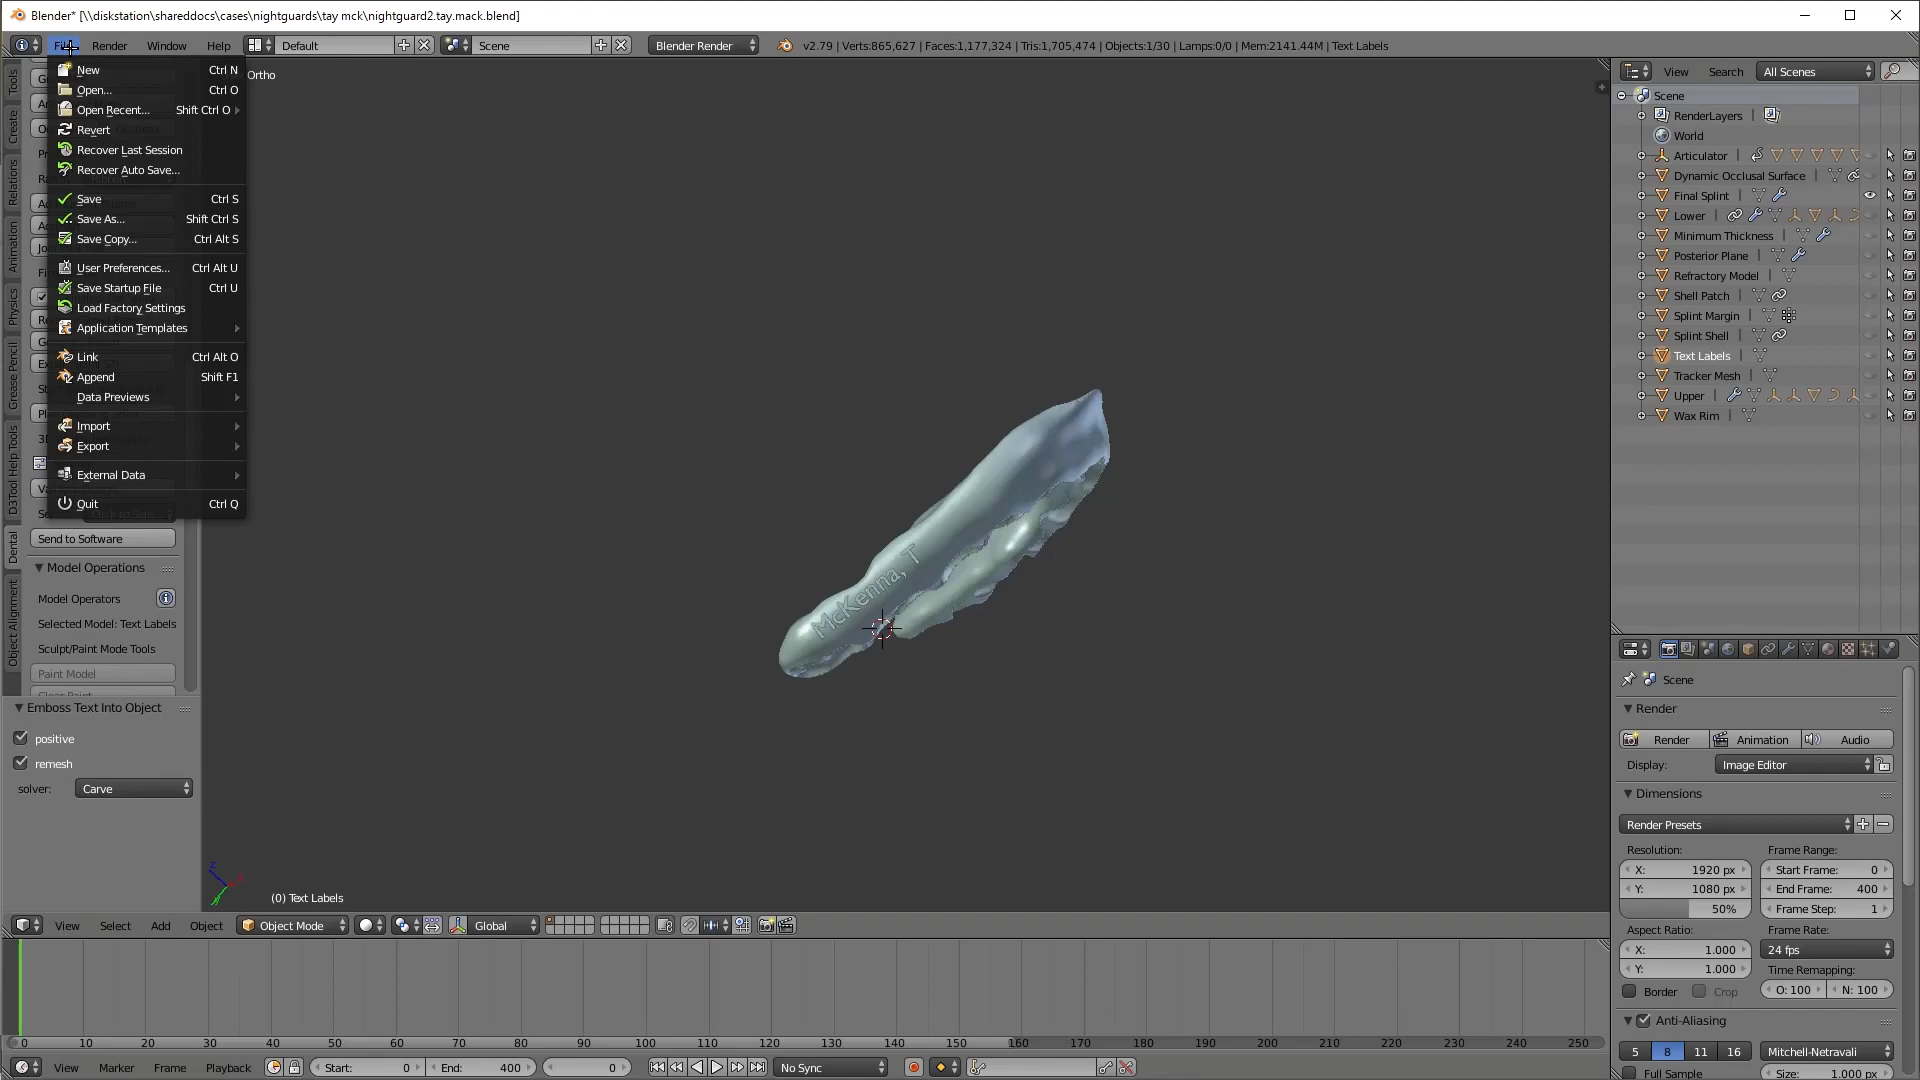 Blender* [\\diskstation\shareddocs\cases\nightguards\tay mck\nightguard2.tay.mack.blend]
Render Window Help Default Scene Blender Render v2.79 | Verts:865,627 | Faces:1,177,324 | Tris:1,705,474 | Objects:1/30 | Lamps:0/0 | Mem:2141.44M | Text Labels
Ortho
New Ctrl N
Open... Ctrl O
Open Recent... Shift Ctrl O
Revert
Recover Last Session
Recover Auto Save...
Save Ctrl S
Save As... Shift Ctrl S
Save Copy... Ctrl Alt S
User Preferences... Ctrl Alt U
Save Startup File Ctrl U
Load Factory Settings
Application Templates
Link Ctrl Alt O
Append Shift F1
Data Previews
Import
Export
External Data
Quit Ctrl Q
Tools
Create
Relations
Animation
Physics
Grease Pencil
D3Tool Help Tools
Dental
Object Alignment
Send to Software
Model Operations
Model Operators
Selected Model: Text Labels
Sculpt/Paint Mode Tools
Paint Model
Clear Paint
Emboss Text Into Object
positive
remesh
solver: Carve
McKenna, T
(0) Text Labels
View Select Add Object Object Mode Global
0 10 20 30 40 50 60 70 80 90 100 110 120 130 140 150 160 170 180 190 200 210 220 230 240 250
View Marker Frame Playback Start: 0 End: 400 0 No Sync
View Search All Scenes
Scene
RenderLayers
World
Articulator
Dynamic Occlusal Surface
Final Splint
Lower
Minimum Thickness
Posterior Plane
Refractory Model
Shell Patch
Splint Margin
Splint Shell
Text Labels
Tracker Mesh
Upper
Wax Rim
Scene
Render
Render Animation Audio
Display: Image Editor
Dimensions
Render Presets
Resolution: Frame Range:
X: 1920 px Start Frame: 0
Y: 1080 px End Frame: 400
50% Frame Step: 1
Aspect Ratio: Frame Rate:
X: 1.000 24 fps
Y: 1.000 Time Remapping:
Border Crop O: 100 N: 100
Anti-Aliasing
5 8 11 16 Mitchell-Netravali
Full Sample Size: 1.000 px